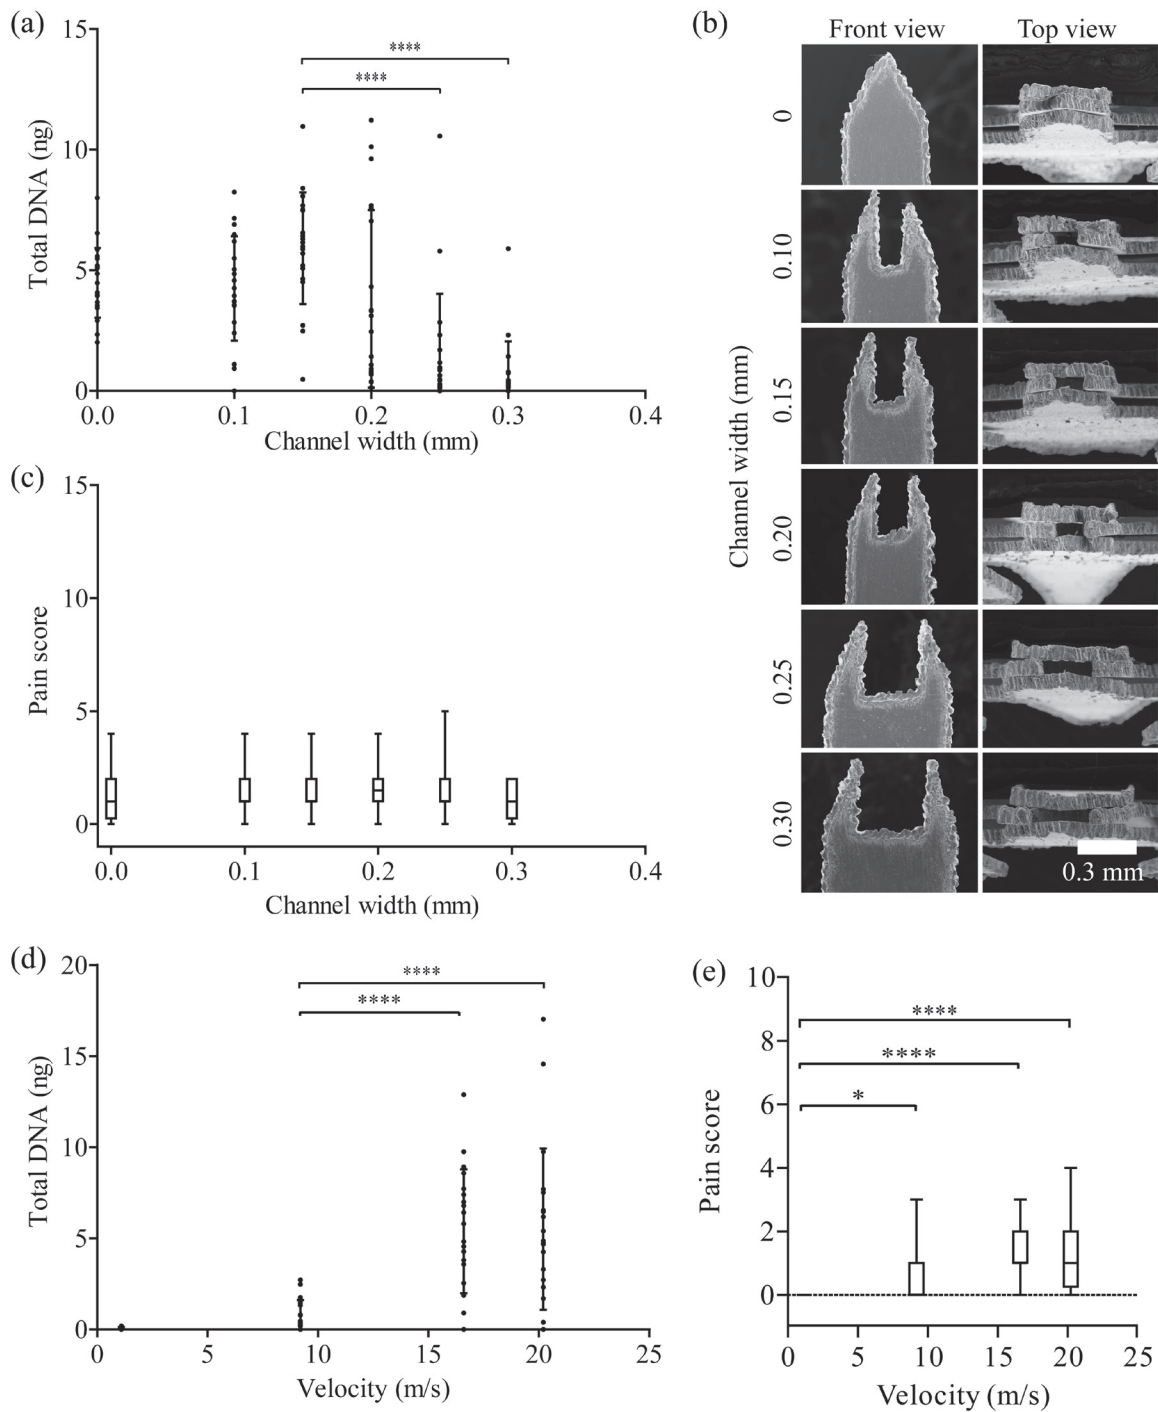 (a)
15
10
5
0
Total DNA (ng)
****
****
0.0 0.1 0.2 0.3 0.4
Channel width (mm)
(b)
Front view Top view
Channel width (mm)
0
0.10
0.15
0.20
0.25
0.30
0.3 mm
(c)
15
10
5
0
Pain score
0.0 0.1 0.2 0.3 0.4
Channel width (mm)
(d)
20
15
10
5
0
Total DNA (ng)
****
****
0 5 10 15 20 25
Velocity (m/s)
(e)
10
8
6
4
2
0
Pain score
****
****
*
0 5 10 15 20 25
Velocity (m/s)